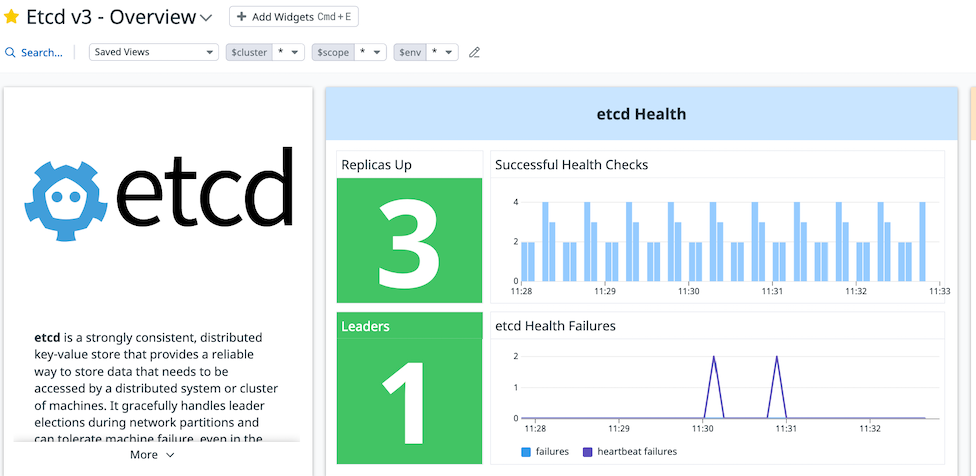 Etcd v3 - Overview
+ Add Widgets Cmd + E
Search...
Saved Views
$cluster *
$scope *
$env *
etcd
etcd is a strongly consistent, distributed
key-value store that provides a reliable
way to store data that needs to be
accessed by a distributed system or cluster
of machines. It gracefully handles leader
elections during network partitions and
can tolerate machine failure, even in the
More
etcd Health
Replicas Up
3
Successful Health Checks
4
2
0
11:28 11:29 11:30 11:31 11:32 11:33
Leaders
1
etcd Health Failures
2
1
0
11:28 11:29 11:30 11:31 11:32
failures heartbeat failures